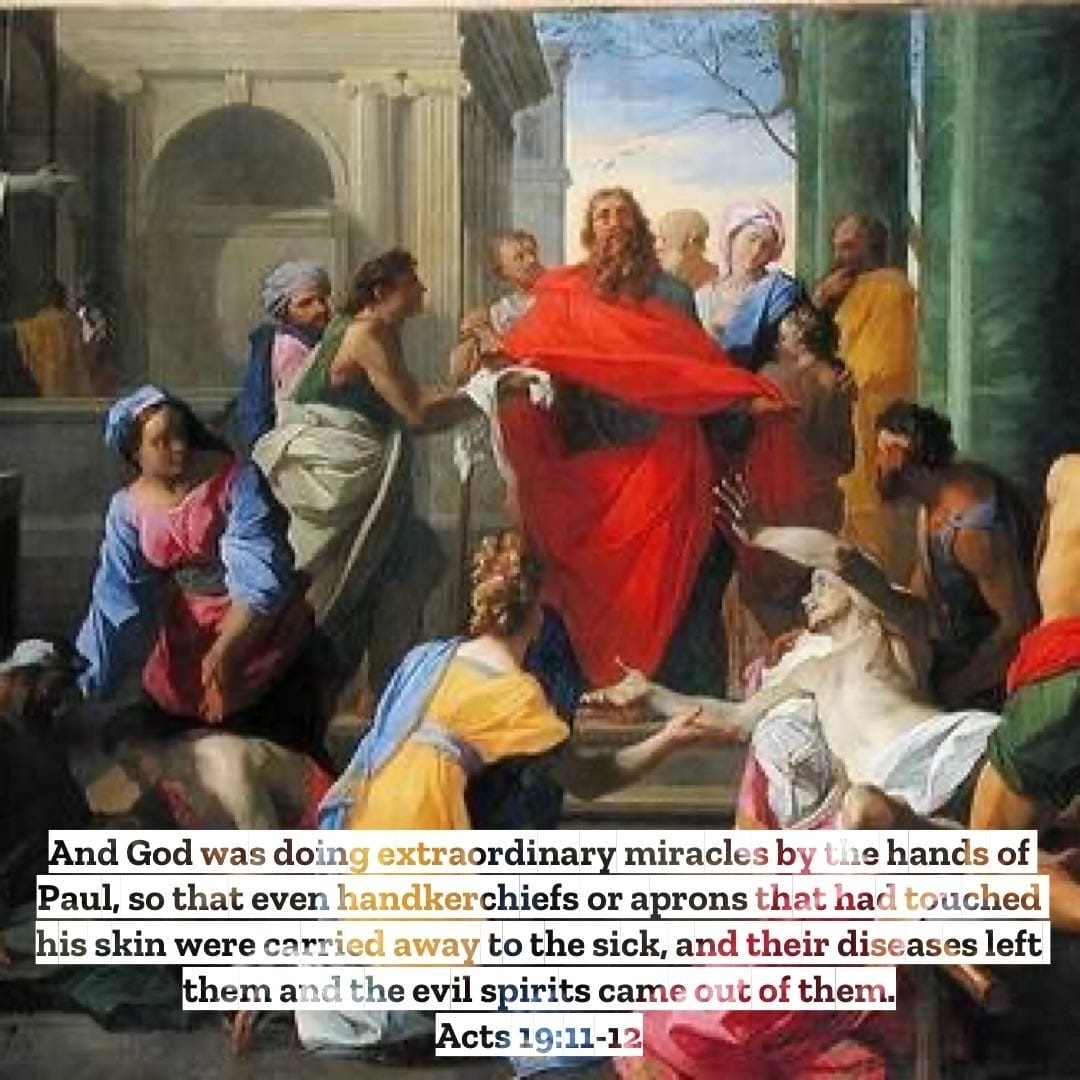 And God was doing extraordinary miracles by the hands of
Paul, so that even handkerchiefs or aprons that had touched
his skin were carried away to the sick, and their diseases left
them and the evil spirits came out of them.
Acts 19:11-12